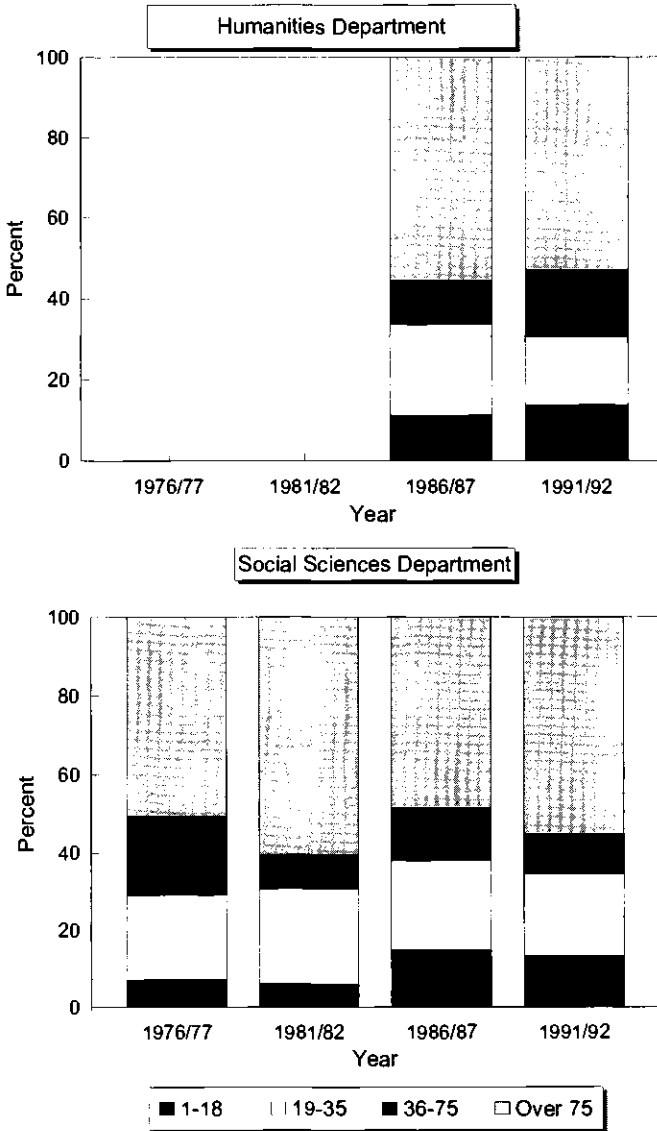 Humanities Department
100
80
60
40
20
0
Percent
1976/77 1981/82 1986/87 1991/92
Year
Social Sciences Department
100
80
60
40
20
0
Percent
1976/77 1981/82 1986/87 1991/92
Year
1-18 19-35 36-75 Over 75